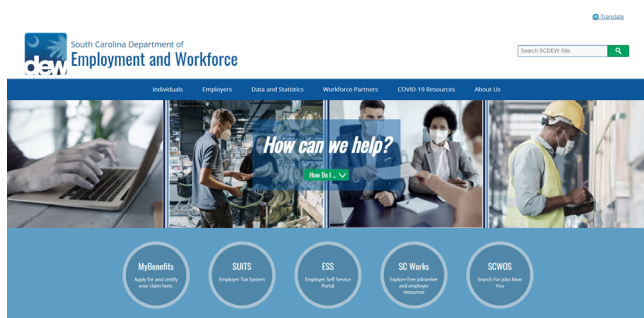 Translate
South Carolina Department of
Employment and Workforce
dew
Search SCDEW Site
Individuals Employers Data and Statistics Workforce Partners COVID-19 Resources About Us
How can we help?
How Do I ...
MyBenefits
Apply for and certify
your claim here.
SUITS
Employer Tax System
ESS
Employer Self Service
Portal
SC Works
Explore free jobseeker
and employer
resources
SCWOS
Search For Jobs Near
You